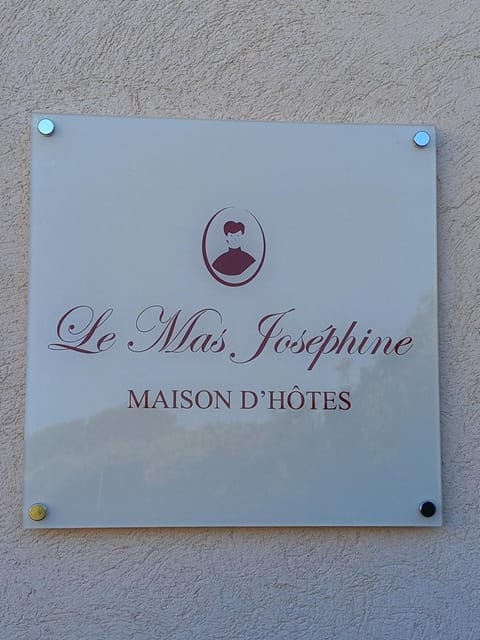 Le Mas Joséphine
MAISON D'HÔTES